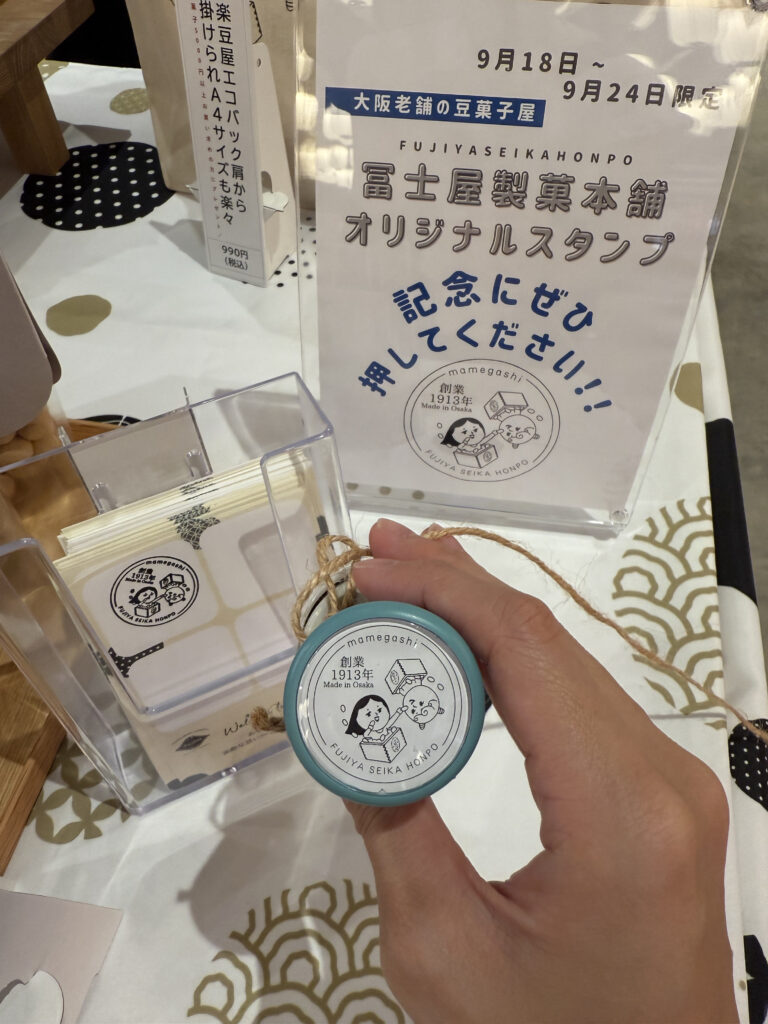 楽豆屋エコバック肩から
掛けられA4サイズも楽々
990円
(税込)
9月18日~
9月24日限定
大阪老舗の豆菓子屋
FUJIYASEIKAHONPO
冨士屋製菓本舗
オリジナルスタンプ
記念にぜひ
押してください!!
mamegashi
創業
1913年
Made in Osaka
FUJIYA SEIKA HONPO
mamegashi
創業
1913年
FUJIYA SEIKA HONPO
mamegashi
創業
1913年
Made in Osaka
FUJIYA SEIKA HONPO